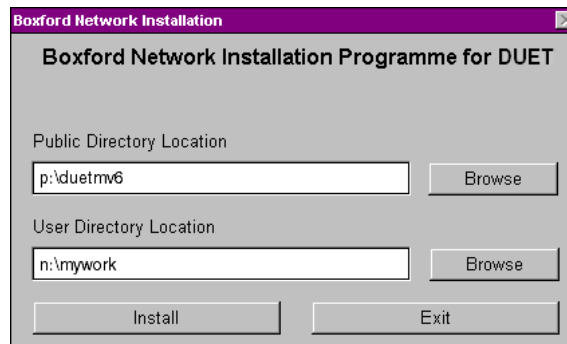 Boxford Network Installation
Boxford Network Installation Programme for DUET
Public Directory Location
p:\duetmv6
Browse
User Directory Location
n:\mywork
Browse
Install
Exit